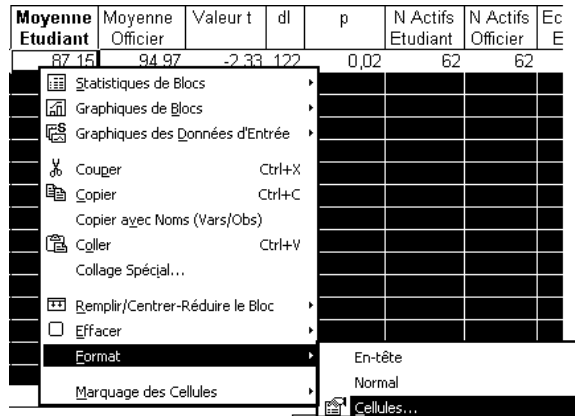 Moyenne Moyenne Valeur t dl p N Actifs N Actifs Ec
Etudiant Officier Etudiant Officier E
87,15 94,97 -2,33 122 0,02 62 62
Statistiques de Blocs
Graphiques de Blocs
Graphiques des Données d'Entrée
Couper Ctrl+X
Copier Ctrl+C
Copier avec Noms (Vars/Obs)
Coller Ctrl+V
Collage Spécial...
Remplir/Centrer-Réduire le Bloc
Effacer
Format
En-tête
Normal
Marquage des Cellules
Cellules...